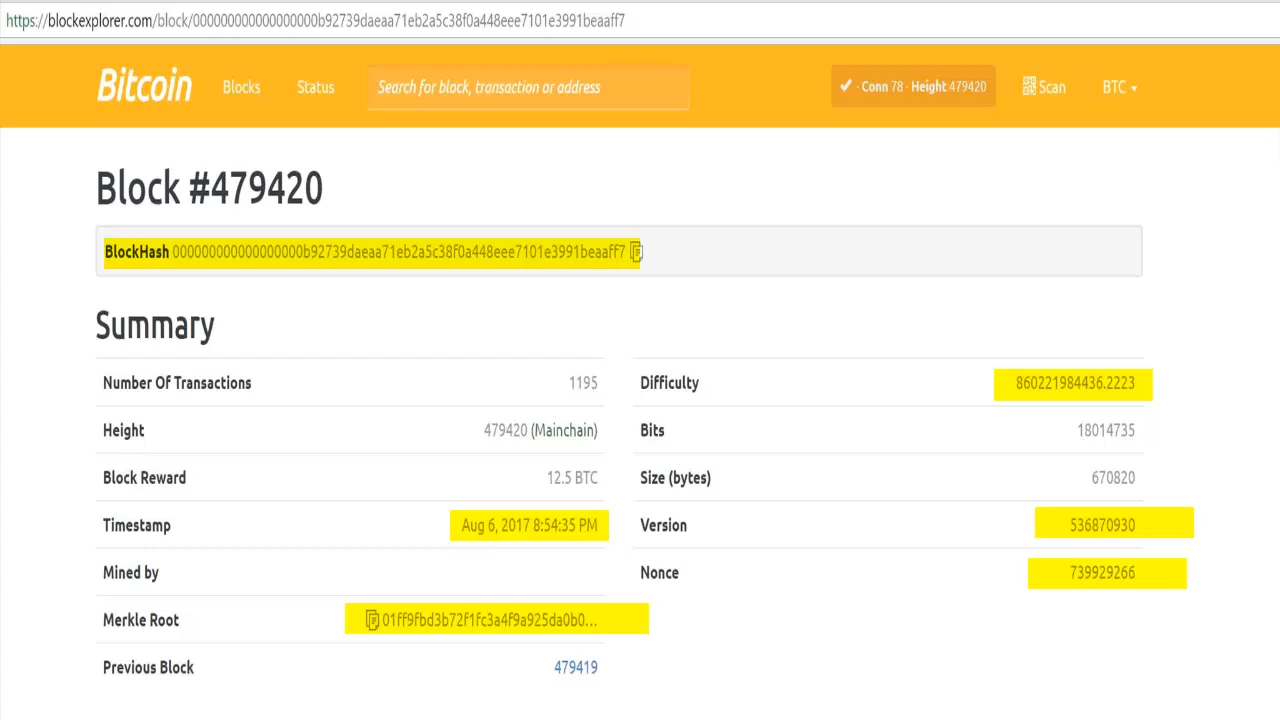 https://blockexplorer.com/block/000000000000000000b92739daeaa71eb2a5c38f0a448eee7101e3991beaaff7
Bitcoin Blocks Status Search for block, transaction or address · Conn 78 · Height 479420 Scan BTC
Block #479420
BlockHash 000000000000000000b92739daeaa71eb2a5c38f0a448eee7101e3991beaaff7
Summary
Number Of Transactions 1195
Height 479420 (Mainchain)
Block Reward 12.5 BTC
Timestamp Aug 6, 2017 8:54:35 PM
Mined by
Merkle Root 01ff9fbd3b72f1fc3a4f9a925da0b0...
Previous Block 479419
Difficulty 860221984436.2223
Bits 18014735
Size (bytes) 670820
Version 536870930
Nonce 739929266